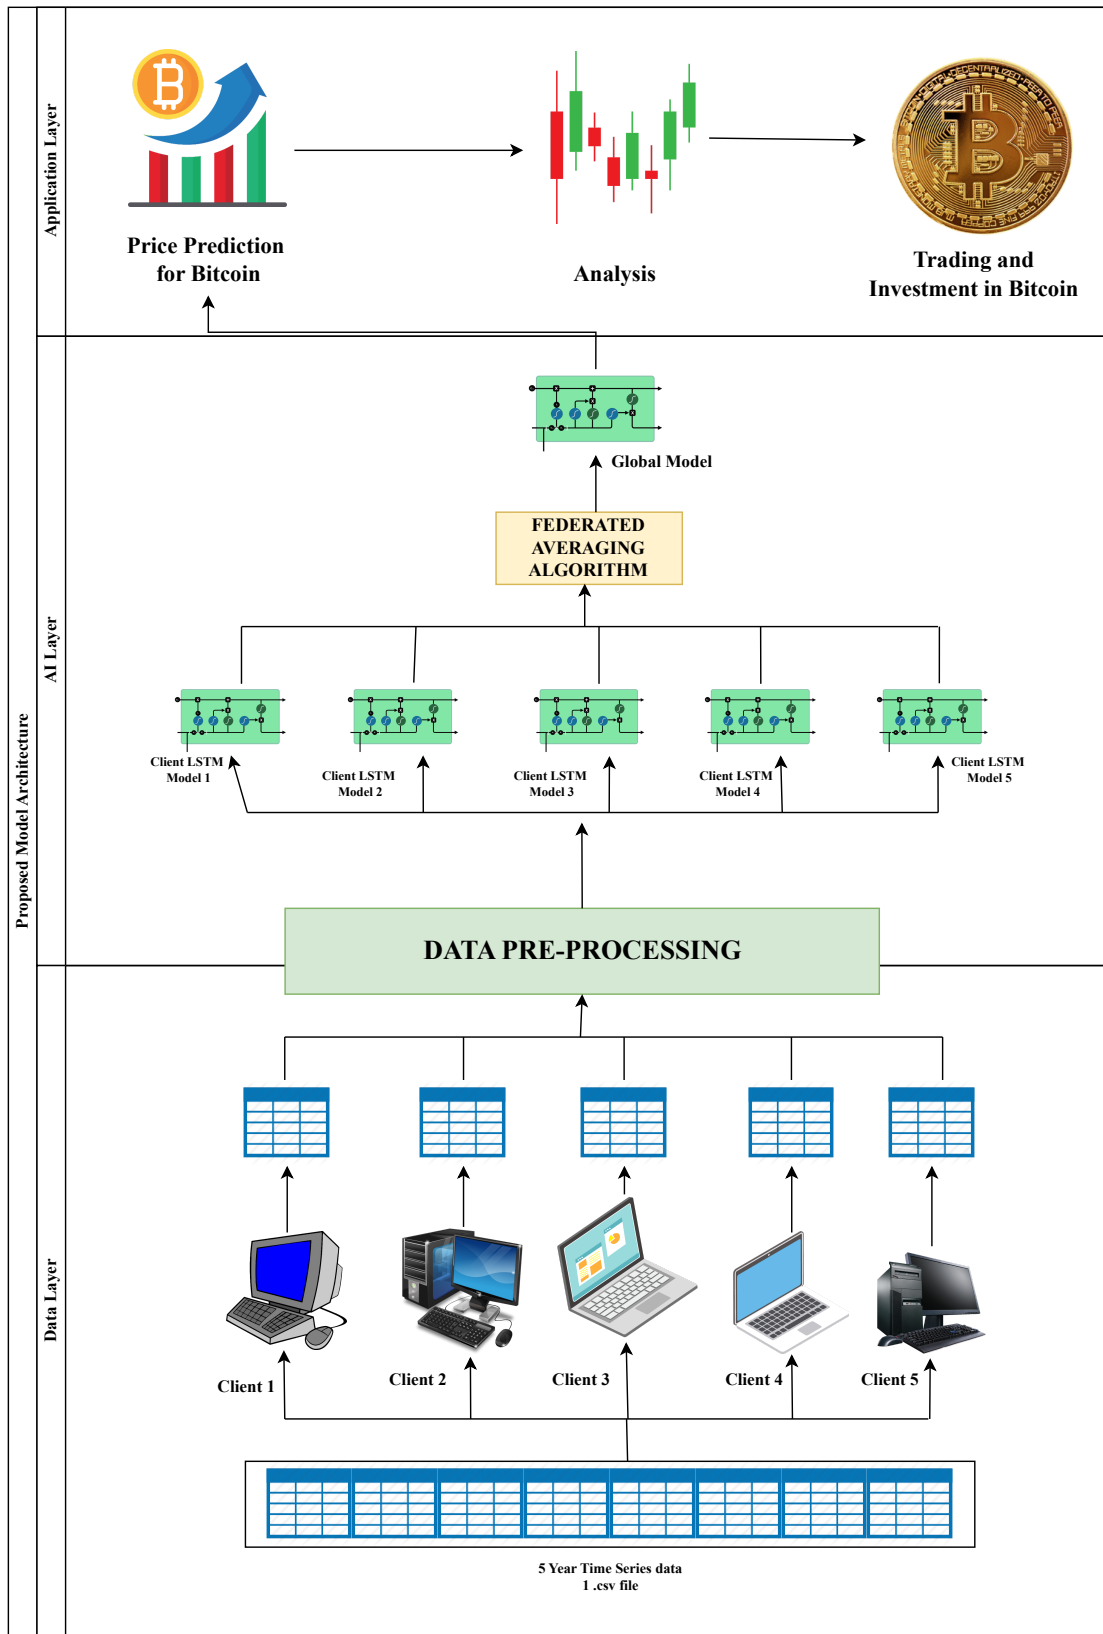 Proposed Model Architecture
Application Layer
Price Prediction
for Bitcoin
Analysis
Trading and
Investment in Bitcoin
AI Layer
Global Model
FEDERATED
AVERAGING
ALGORITHM
Client LSTM
Model 1
Client LSTM
Model 2
Client LSTM
Model 3
Client LSTM
Model 4
Client LSTM
Model 5
DATA PRE-PROCESSING
Data Layer
Client 1
Client 2
Client 3
Client 4
Client 5
5 Year Time Series data
1 .csv file